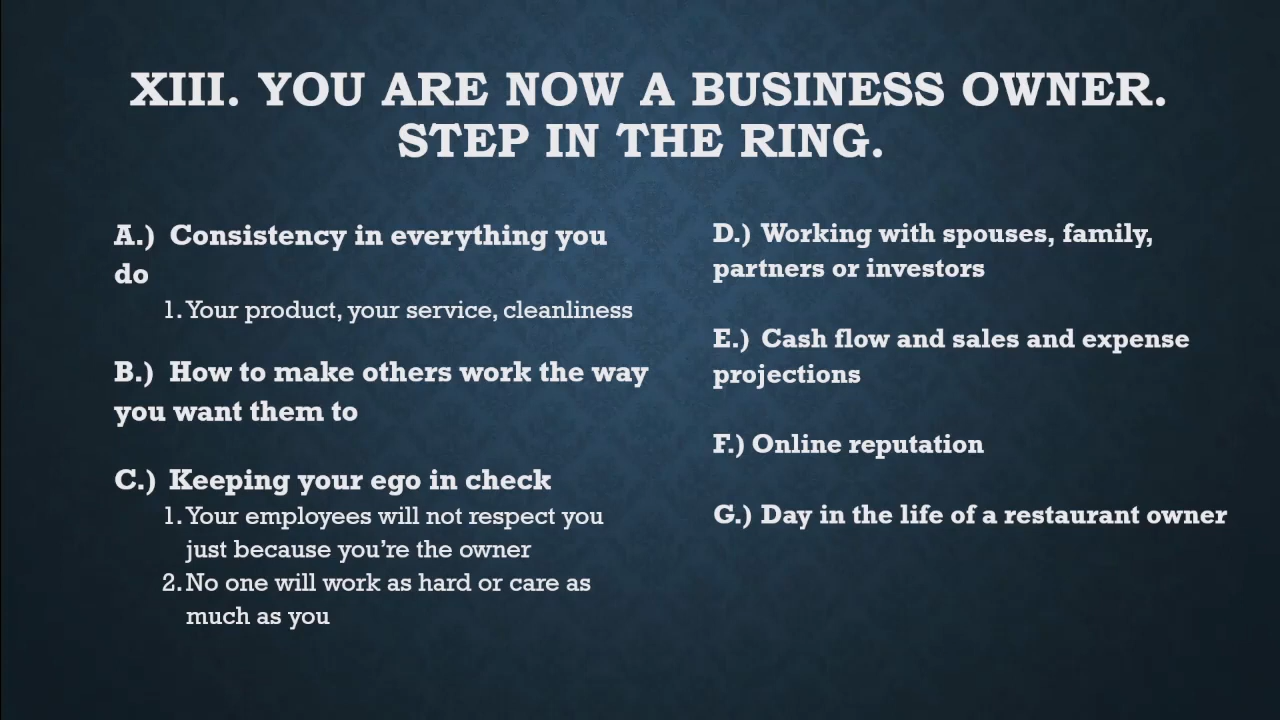 XIII. YOU ARE NOW A BUSINESS OWNER.
STEP IN THE RING.
A.) Consistency in everything you
do
1. Your product, your service, cleanliness
B.) How to make others work the way
you want them to
C.) Keeping your ego in check
1. Your employees will not respect you
just because you’re the owner
2. No one will work as hard or care as
much as you
D.) Working with spouses, family,
partners or investors
E.) Cash flow and sales and expense
projections
F.) Online reputation
G.) Day in the life of a restaurant owner